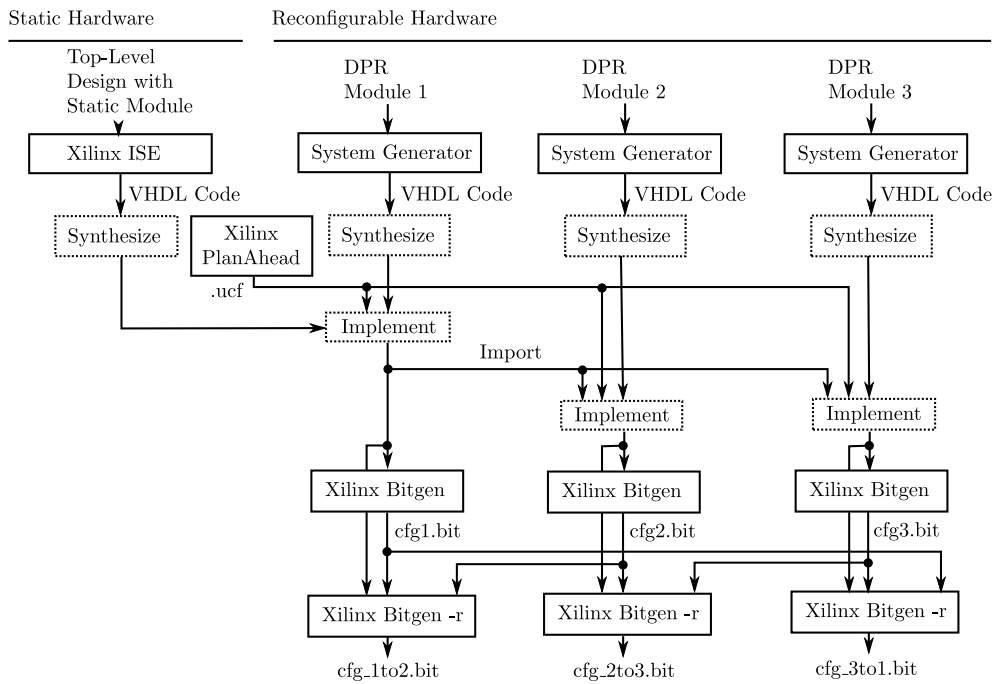 Static Hardware
Reconfigurable Hardware
Top-Level
Design with
Static Module
DPR
Module 1
DPR
Module 2
DPR
Module 3
Xilinx ISE
System Generator
System Generator
System Generator
VHDL Code
VHDL Code
VHDL Code
VHDL Code
Synthesize
Xilinx
PlanAhead
Synthesize
Synthesize
Synthesize
.ucf
Implement
Import
Implement
Implement
Xilinx Bitgen
Xilinx Bitgen
Xilinx Bitgen
cfg1.bit
cfg2.bit
cfg3.bit
Xilinx Bitgen -r
Xilinx Bitgen -r
Xilinx Bitgen -r
cfg_1to2.bit
cfg_2to3.bit
cfg_3to1.bit